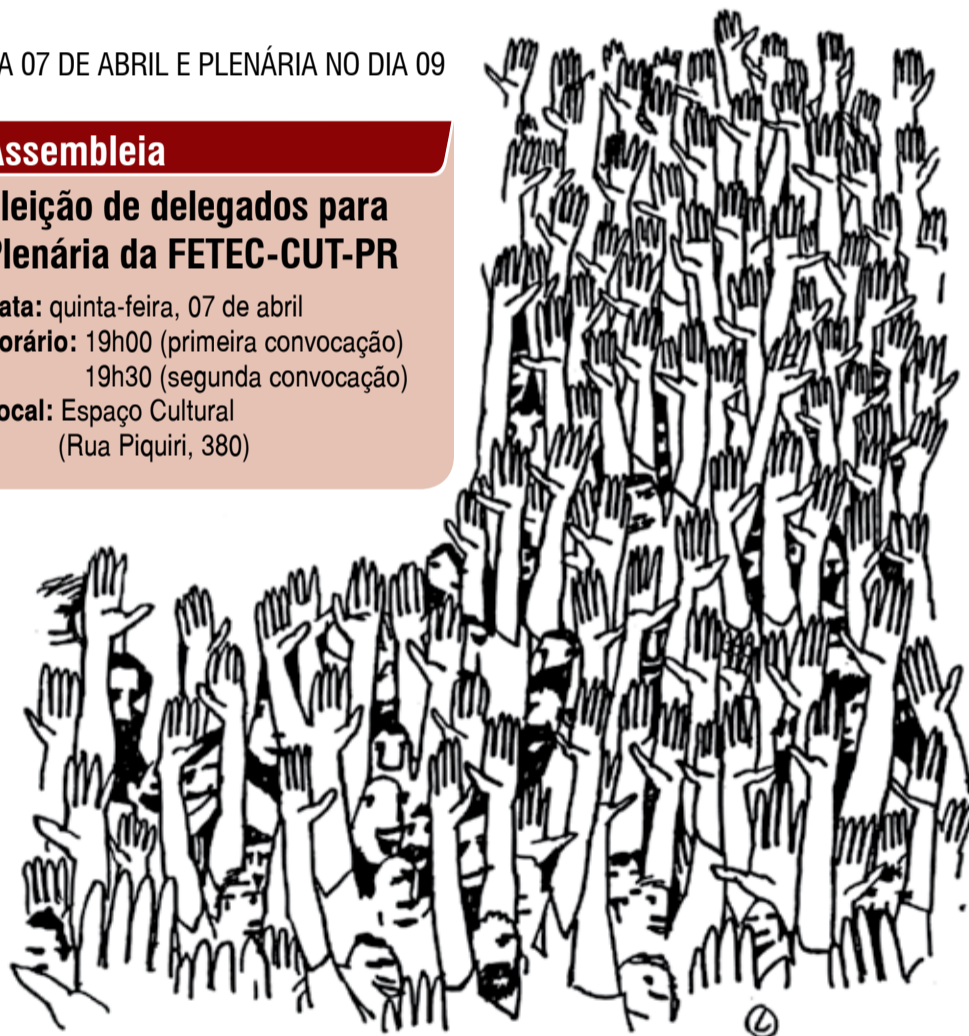 A 07 DE ABRIL E PLENÁRIA NO DIA 09
Assembleia
leição de delegados para
Plenária da FETEC-CUT-PR
ata: quinta-feira, 07 de abril
orário: 19h00 (primeira convocação)
19h30 (segunda convocação)
ocal: Espaço Cultural
(Rua Piquiri, 380)